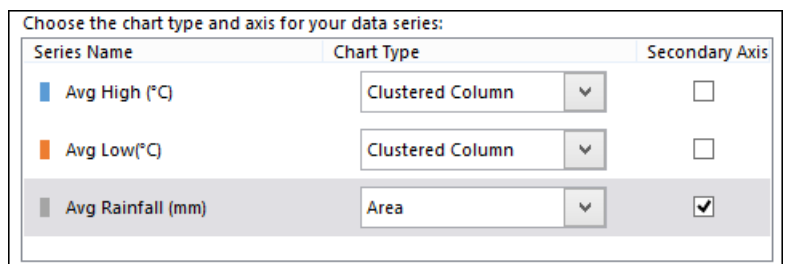 Choose the chart type and axis for your data series:
Series Name Chart Type Secondary Axis
Avg High (°C) Clustered Column
Avg Low(°C) Clustered Column
Avg Rainfall (mm) Area